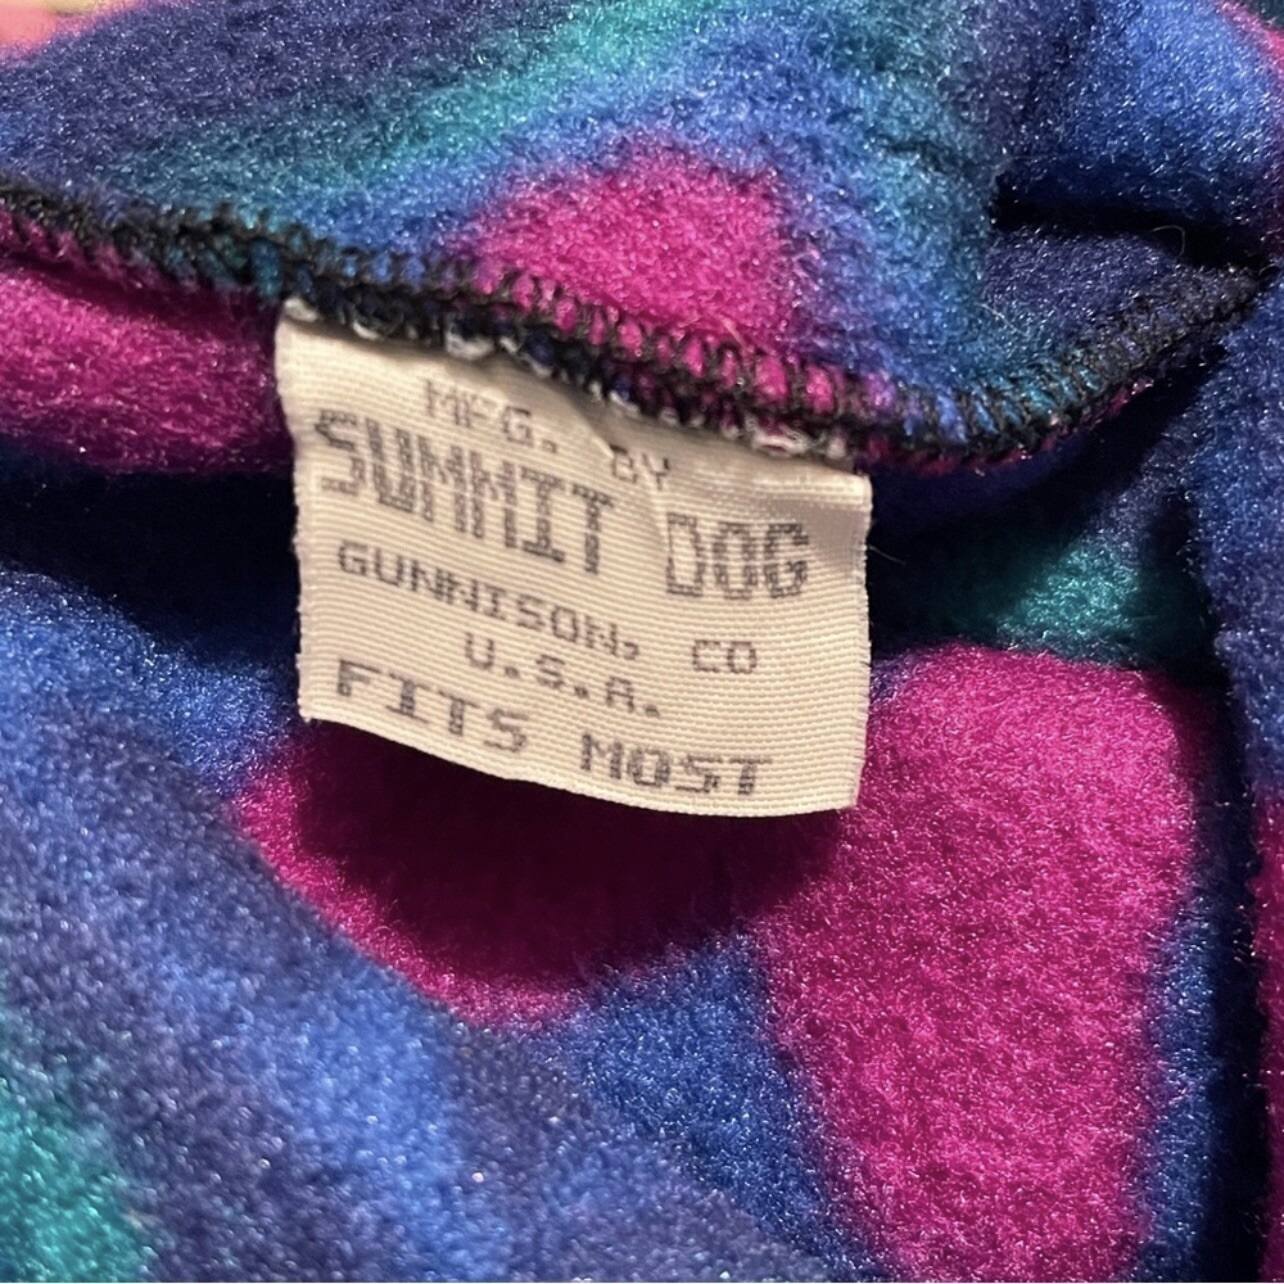 MFG. BY
SUMMIT DOG
GUNNISON, CO
U.S.A.
FITS MOST